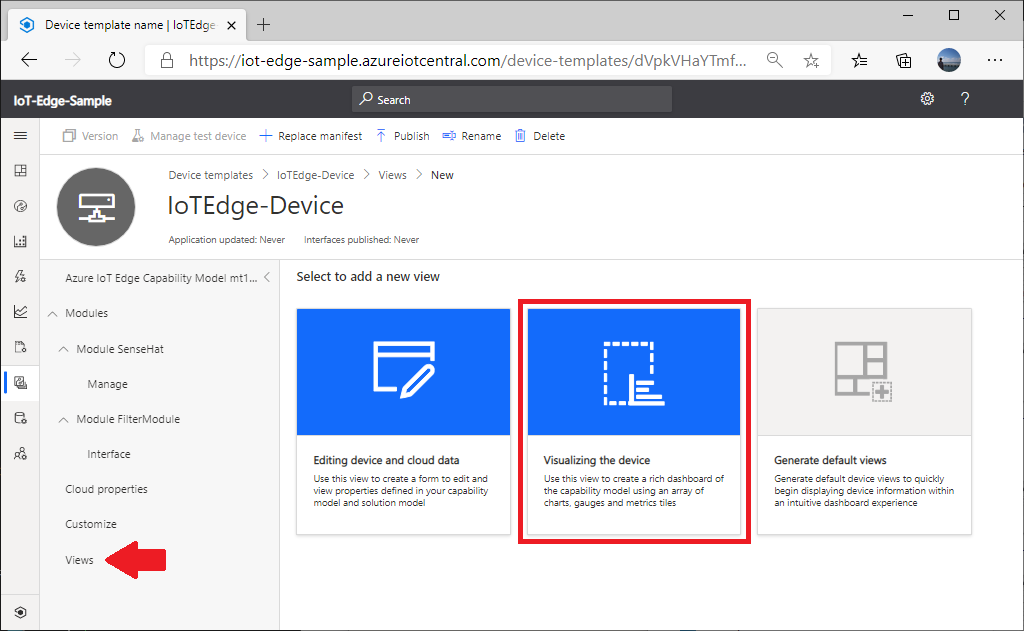 Device template name | IoTEdge
https://iot-edge-sample.azureiotcentral.com/device-templates/dVpkVHaYTmf...
IoT-Edge-Sample
Search
?
Version
Manage test device
Replace manifest
Publish
Rename
Delete
Device templates > IoTEdge-Device > Views > New
IoTEdge-Device
Application updated: Never
Interfaces published: Never
Azure IoT Edge Capability Model mt1...
Modules
Module SenseHat
Manage
Module FilterModule
Interface
Cloud properties
Customize
Views
Select to add a new view
Editing device and cloud data
Use this view to create a form to edit and
view properties defined in your capability
model and solution model
Visualizing the device
Use this view to create a rich dashboard of
the capability model using an array of
charts, gauges and metrics tiles
Generate default views
Generate default device views to quickly
begin displaying device information within
an intuitive dashboard experience